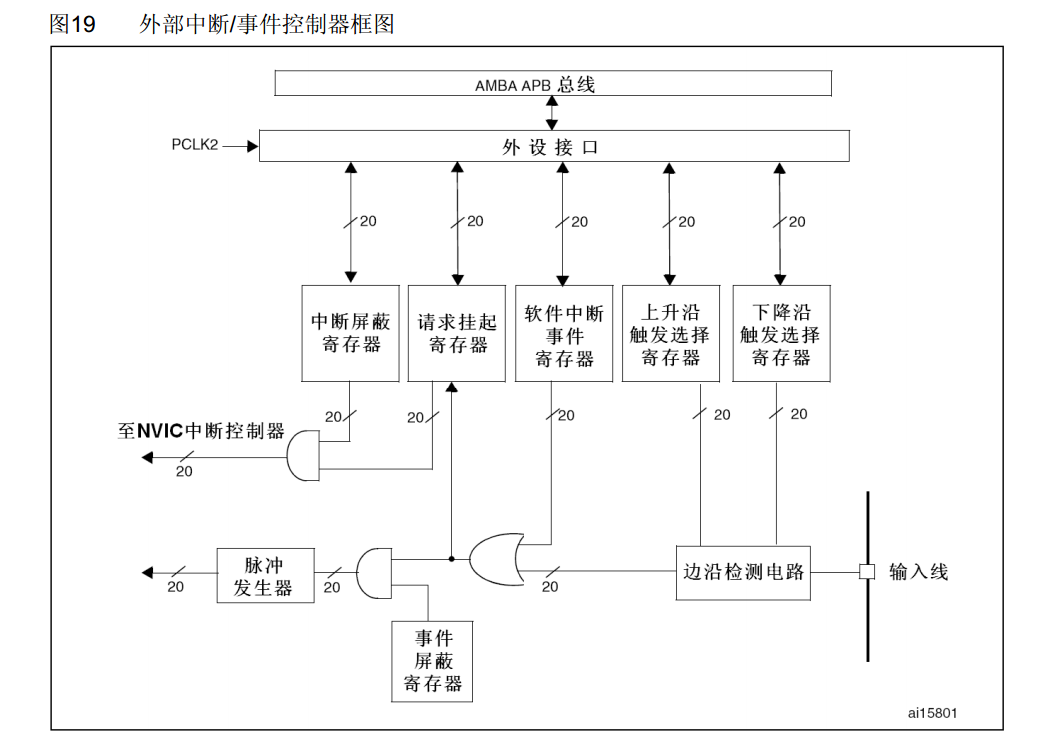 图19 外部中断/事件控制器框图
AMBA APB 总线
PCLK2
外设接口
20
20
20
20
20
中断屏蔽
寄存器
请求挂起
寄存器
软件中断
事件
寄存器
上升沿
触发选择
寄存器
下降沿
触发选择
寄存器
20
20
20
20
20
至NVIC中断控制器
20
脉冲
发生器
边沿检测电路
输入线
20
20
20
事件
屏蔽
寄存器
ai15801